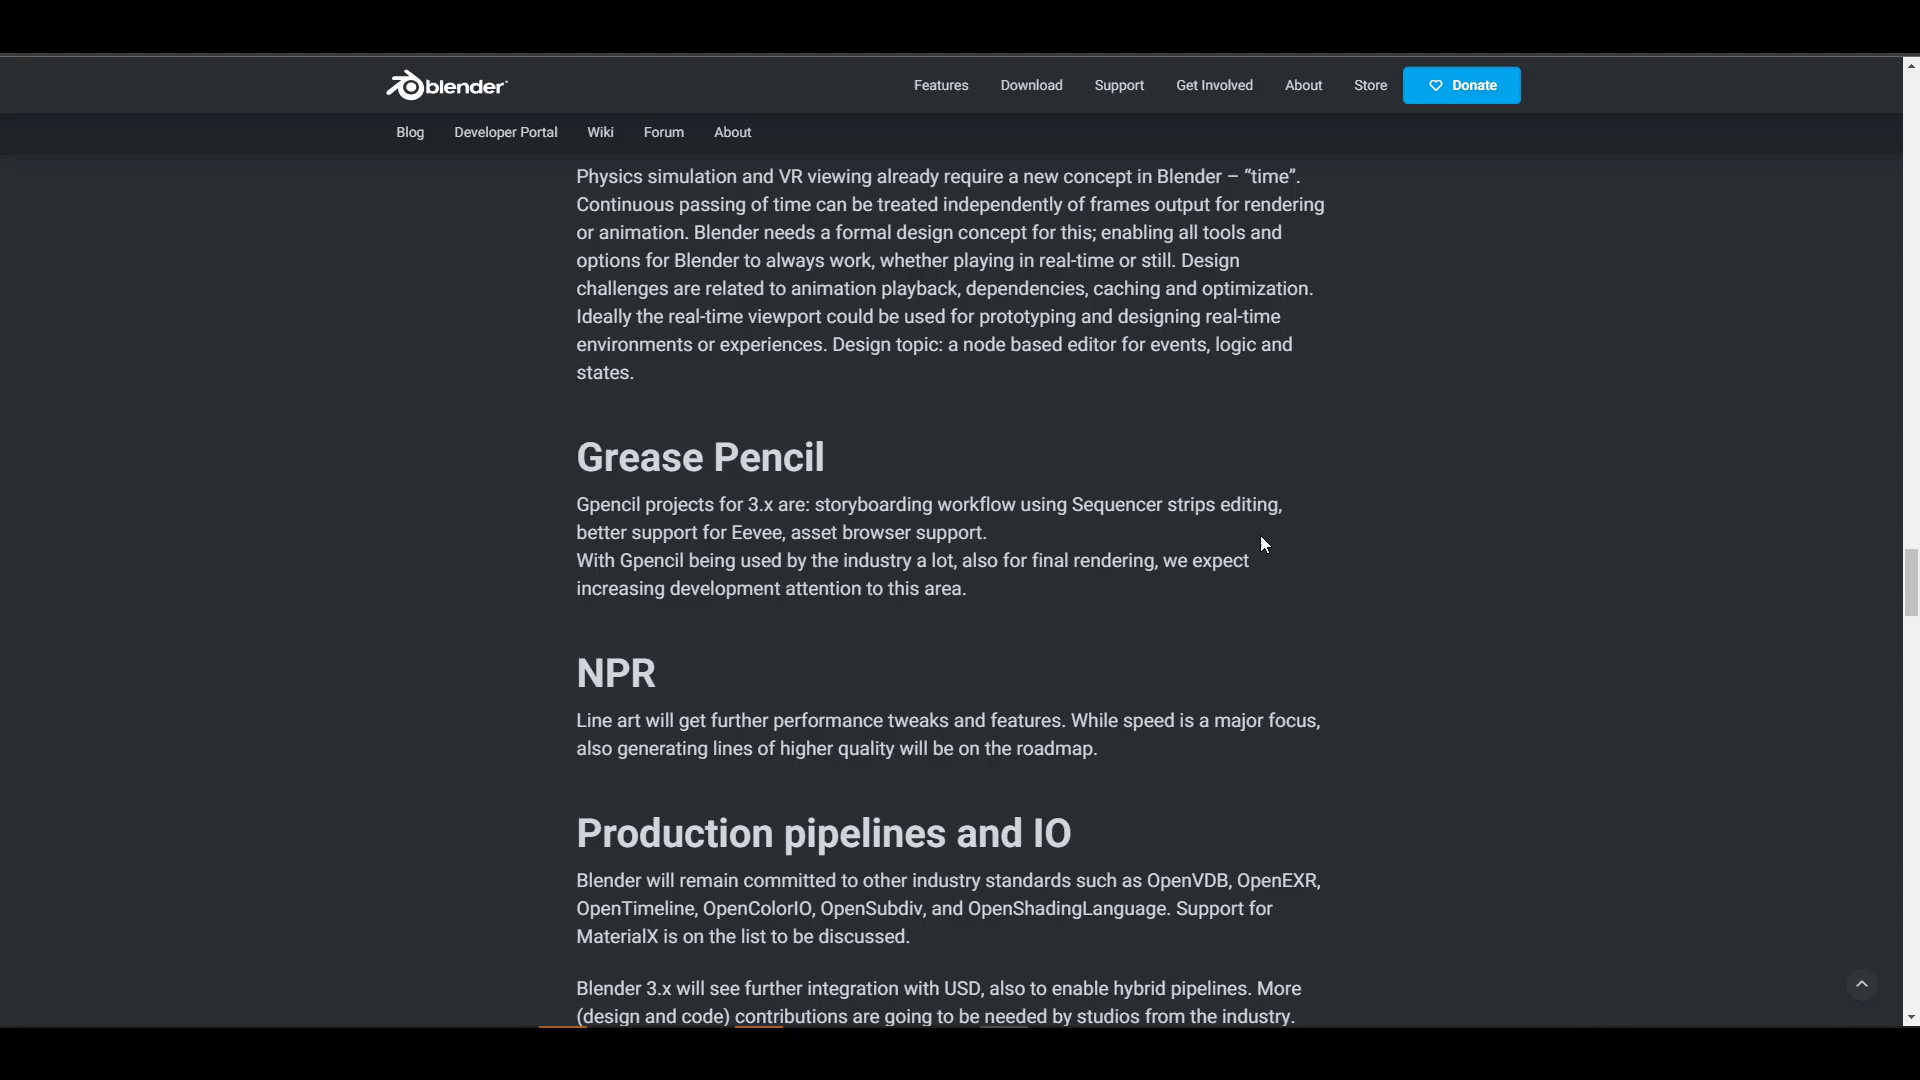 blender
Features Download Support Get Involved About Store Donate
Blog Developer Portal Wiki Forum About
Physics simulation and VR viewing already require a new concept in Blender – “time”.
Continuous passing of time can be treated independently of frames output for rendering
or animation. Blender needs a formal design concept for this; enabling all tools and
options for Blender to always work, whether playing in real-time or still. Design
challenges are related to animation playback, dependencies, caching and optimization.
Ideally the real-time viewport could be used for prototyping and designing real-time
environments or experiences. Design topic: a node based editor for events, logic and
states.
Grease Pencil
Gpencil projects for 3.x are: storyboarding workflow using Sequencer strips editing,
better support for Eevee, asset browser support.
With Gpencil being used by the industry a lot, also for final rendering, we expect
increasing development attention to this area.
NPR
Line art will get further performance tweaks and features. While speed is a major focus,
also generating lines of higher quality will be on the roadmap.
Production pipelines and IO
Blender will remain committed to other industry standards such as OpenVDB, OpenEXR,
OpenTimeline, OpenColorIO, OpenSubdiv, and OpenShadingLanguage. Support for
MaterialX is on the list to be discussed.
Blender 3.x will see further integration with USD, also to enable hybrid pipelines. More
(design and code) contributions are going to be needed by studios from the industry.